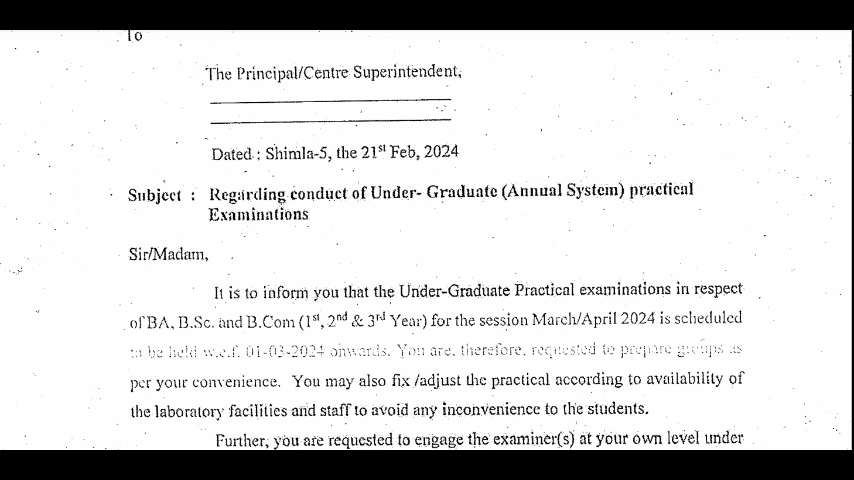 To
The Principal/Centre Superintendent,
Dated : Shimla-5, the 21st Feb, 2024
Subject : Regarding conduct of Under- Graduate (Annual System) practical
Examinations
Sir/Madam,
It is to inform you that the Under-Graduate Practical examinations in respect
of BA, B.Sc. and B.Com (1st, 2nd & 3rd Year) for the session March/April 2024 is scheduled
to be held w.e.f. 01-03-2024 onwards. You are, therefore, requested to prepare groups as
per your convenience. You may also fix /adjust the practical according to availability of
the laboratory facilities and staff to avoid any inconvenience to the students.
Further, you are requested to engage the examiner(s) at your own level under